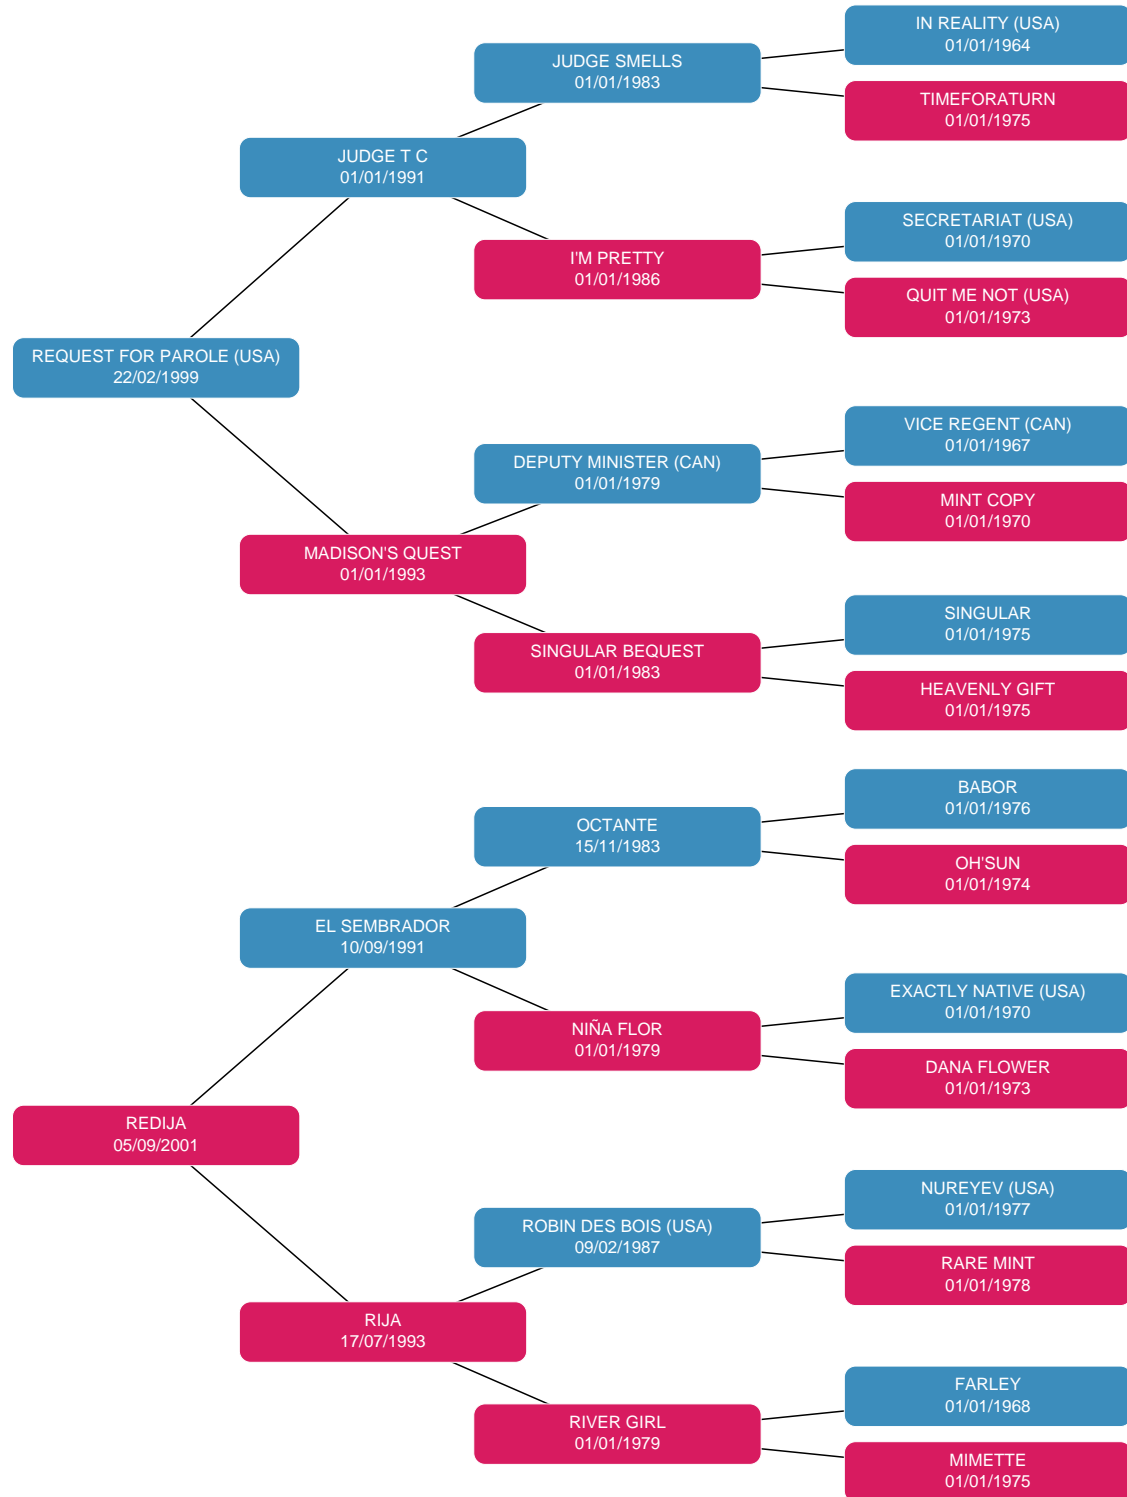 IN REALITY (USA)
01/01/1964
JUDGE SMELLS
01/01/1983
TIMEFORATURN
01/01/1975
JUDGE T C
01/01/1991
SECRETARIAT (USA)
01/01/1970
I'M PRETTY
01/01/1986
QUIT ME NOT (USA)
01/01/1973
REQUEST FOR PAROLE (USA)
22/02/1999
VICE REGENT (CAN)
01/01/1967
DEPUTY MINISTER (CAN)
01/01/1979
MINT COPY
01/01/1970
MADISON'S QUEST
01/01/1993
SINGULAR
01/01/1975
SINGULAR BEQUEST
01/01/1983
HEAVENLY GIFT
01/01/1975
BABOR
01/01/1976
OCTANTE
15/11/1983
OH'SUN
01/01/1974
EL SEMBRADOR
10/09/1991
EXACTLY NATIVE (USA)
01/01/1970
NIÑA FLOR
01/01/1979
DANA FLOWER
01/01/1973
REDIJA
05/09/2001
NUREYEV (USA)
01/01/1977
ROBIN DES BOIS (USA)
09/02/1987
RARE MINT
01/01/1978
RIJA
17/07/1993
FARLEY
01/01/1968
RIVER GIRL
01/01/1979
MIMETTE
01/01/1975